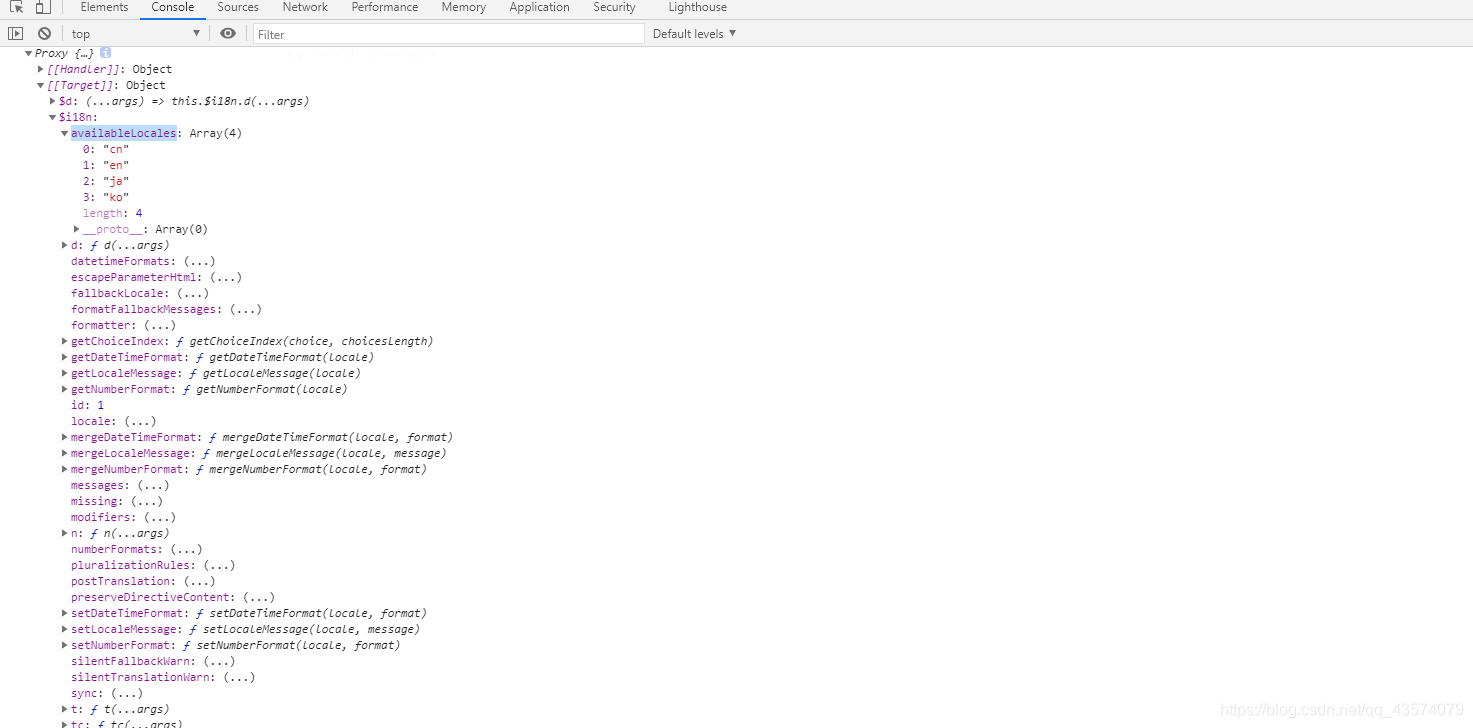 Elements Console Sources Network Performance Memory Application Security Lighthouse
top Filter Default levels
Proxy {…} i
[[Handler]]: Object
[[Target]]: Object
$d: (...args) => this.$i18n.d(...args)
$i18n:
availableLocales: Array(4)
0: "cn"
1: "en"
2: "ja"
3: "ko"
length: 4
__proto__: Array(0)
d: ƒ d(...args)
datetimeFormats: (...)
escapeParameterHtml: (...)
fallbackLocale: (...)
formatFallbackMessages: (...)
formatter: (...)
getChoiceIndex: ƒ getChoiceIndex(choice, choicesLength)
getDateTimeFormat: ƒ getDateTimeFormat(locale)
getLocaleMessage: ƒ getLocaleMessage(locale)
getNumberFormat: ƒ getNumberFormat(locale)
id: 1
locale: (...)
mergeDateTimeFormat: ƒ mergeDateTimeFormat(locale, format)
mergeLocaleMessage: ƒ mergeLocaleMessage(locale, message)
mergeNumberFormat: ƒ mergeNumberFormat(locale, format)
messages: (...)
missing: (...)
modifiers: (...)
n: ƒ n(...args)
numberFormats: (...)
pluralizationRules: (...)
postTranslation: (...)
preserveDirectiveContent: (...)
setDateTimeFormat: ƒ setDateTimeFormat(locale, format)
setLocaleMessage: ƒ setLocaleMessage(locale, message)
setNumberFormat: ƒ setNumberFormat(locale, format)
silentFallbackWarn: (...)
silentTranslationWarn: (...)
sync: (...)
t: ƒ t(...args)
tc: ƒ tc(...args)
https://blog.csdn.net/qq_43574079